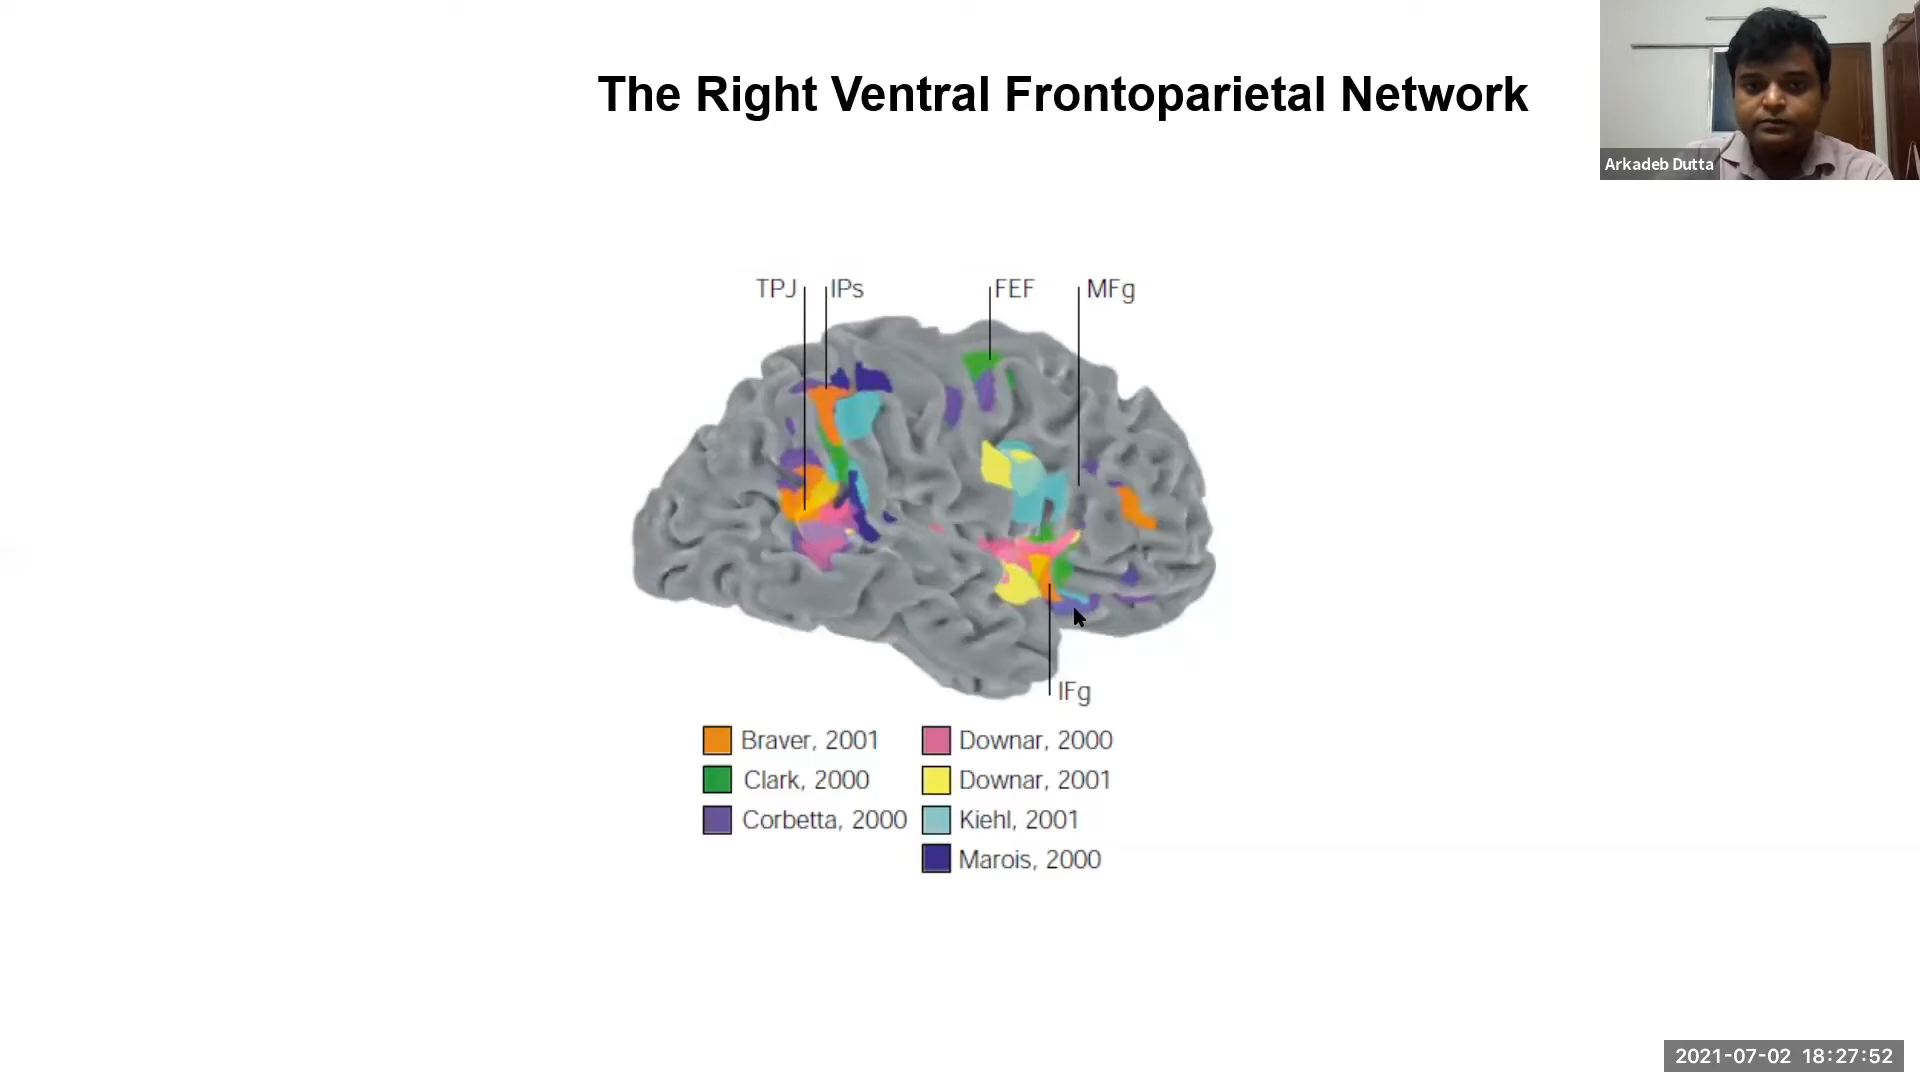 The Right Ventral Frontoparietal Network
Arkadeb Dutta
TPJ IPs FEF MFg
IFg
Braver, 2001 Downar, 2000
Clark, 2000 Downar, 2001
Corbetta, 2000 Kiehl, 2001
Marois, 2000
2021-07-02 18:27:52